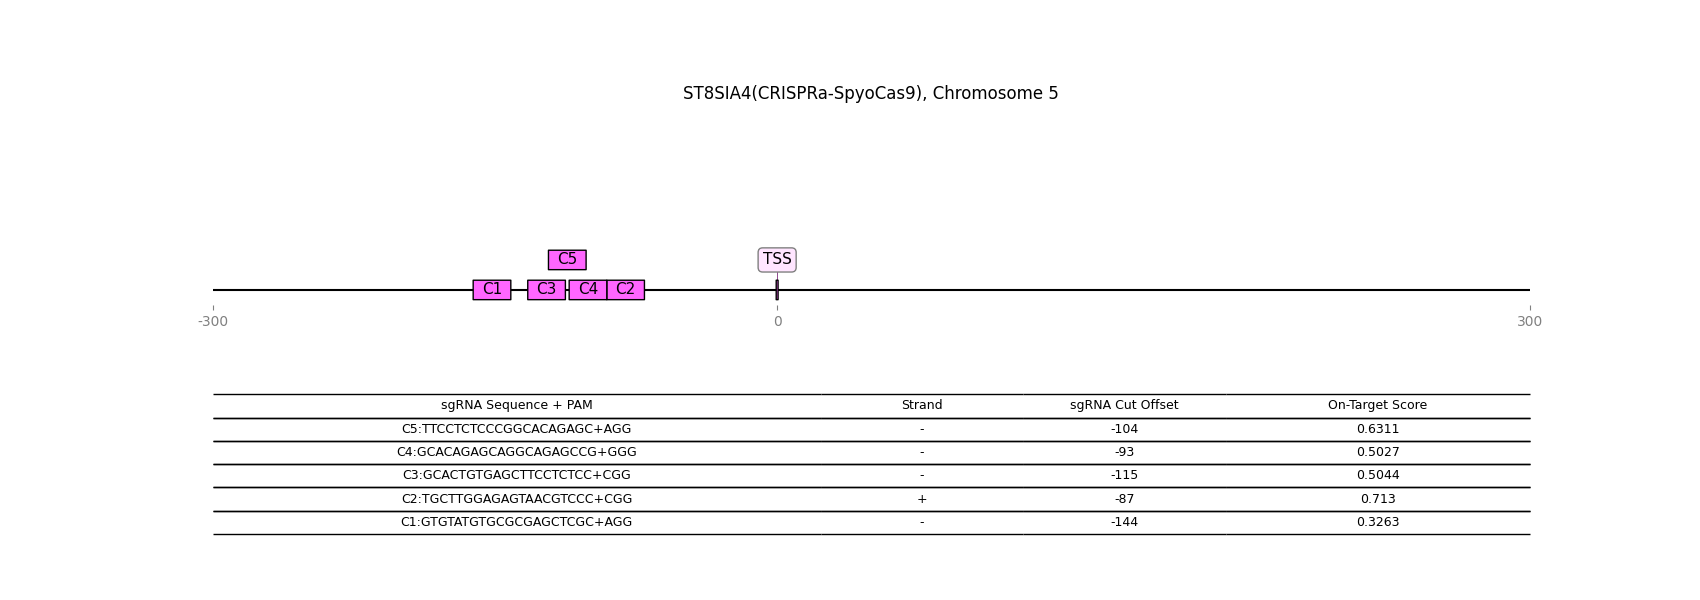 ST8SIA4(CRISPRa-SpyoCas9), Chromosome 5
C5 TSS
C1 C3 C4 C2
-300 0 300
sgRNA Sequence + PAM Strand sgRNA Cut Offset On-Target Score
C5:TTCCTCTCCCGGCACAGAGC+AGG - -104 0.6311
C4:GCACAGAGCAGGCAGAGCCG+GGG - -93 0.5027
C3:GCACTGTGAGCTTCCTCTCC+CGG - -115 0.5044
C2:TGCTTGGAGAGTAACGTCCC+CGG + -87 0.713
C1:GTGTATGTGCGCGAGCTCGC+AGG - -144 0.3263